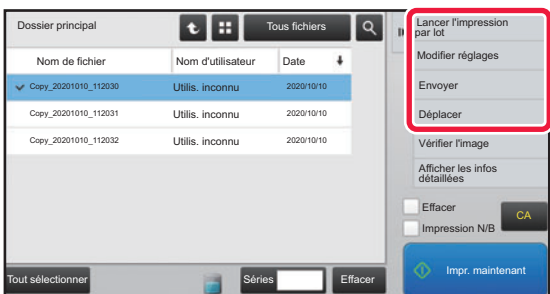 Dossier principal
Tous fichiers
Nom de fichier Nom d'utilisateur Date
Copy_20201010_112030 Utilis. inconnu 2020/10/10
Copy_20201010_112031 Utilis. inconnu 2020/10/10
Copy_20201010_112032 Utilis. inconnu 2020/10/10
Lancer l'impression
par lot
Modifier réglages
Envoyer
Déplacer
Vérifier l'image
Afficher les infos
détaillées
Effacer
Impression N/B
CA
Tout sélectionner
Séries
Effacer
Impr. maintenant